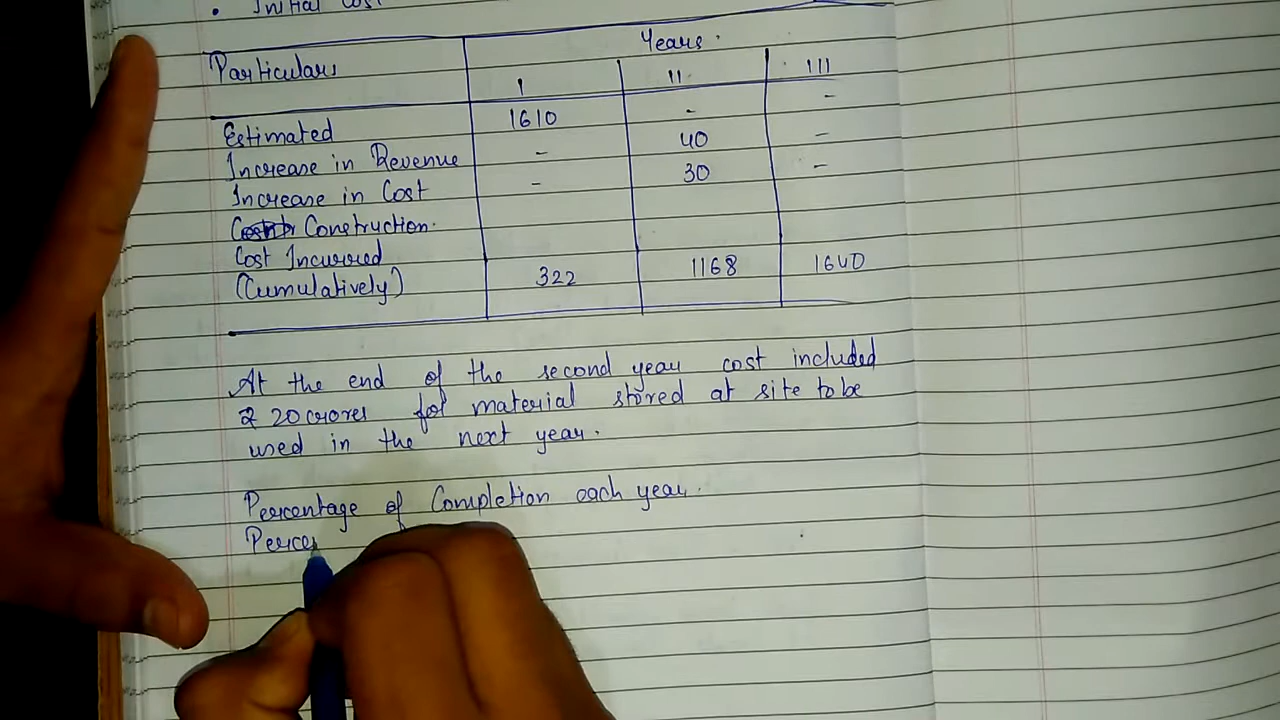 • Initial Cost
Years.
Particulars I II III
Estimated 1610 - -
Increase in Revenue - 40 -
Increase in Cost - 30 -
Construction.
Cost Incurred
(Cumulatively) 322 1168 1640
At the end of the second year cost included
₹ 20 crores for material stored at site to be
used in the next year.
Percentage of Completion each year.
Percen